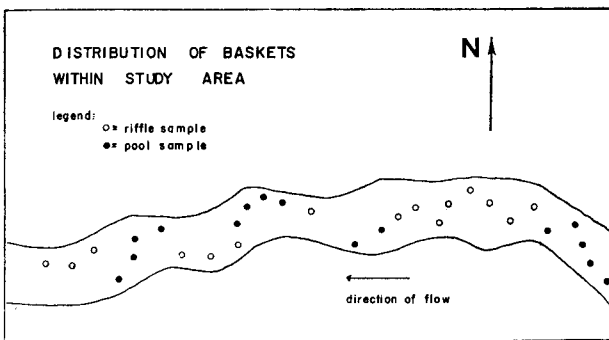 DISTRIBUTION OF BASKETS
WITHIN STUDY AREA
N
legend:
○= riffle sample
●= pool sample
direction of flow